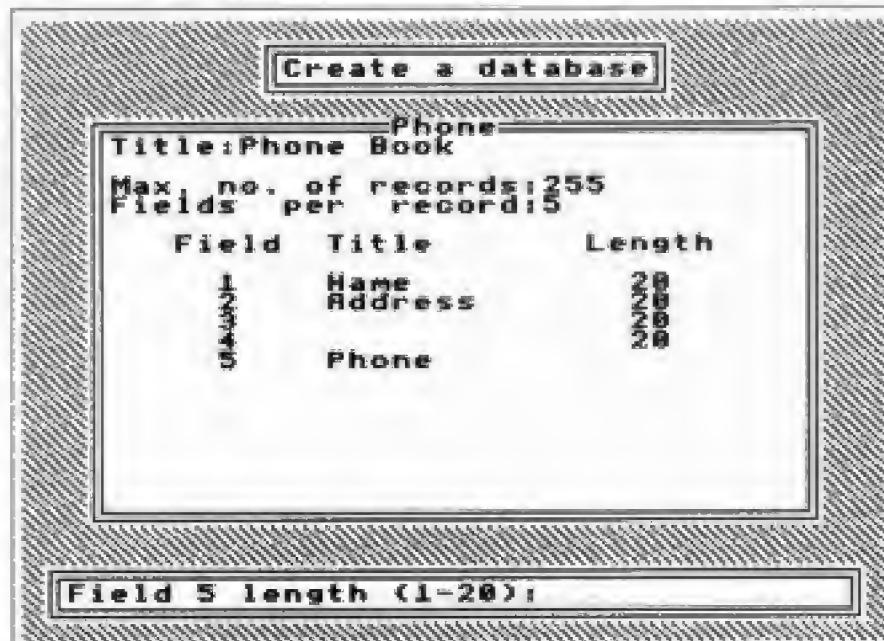 Create a database
Phone
Title:Phone Book
Max. no. of records:255
Fields per record:5
Field Title Length
1 Name 20
2 Address 20
3 20
4 20
5 Phone
Field 5 length (1-20):